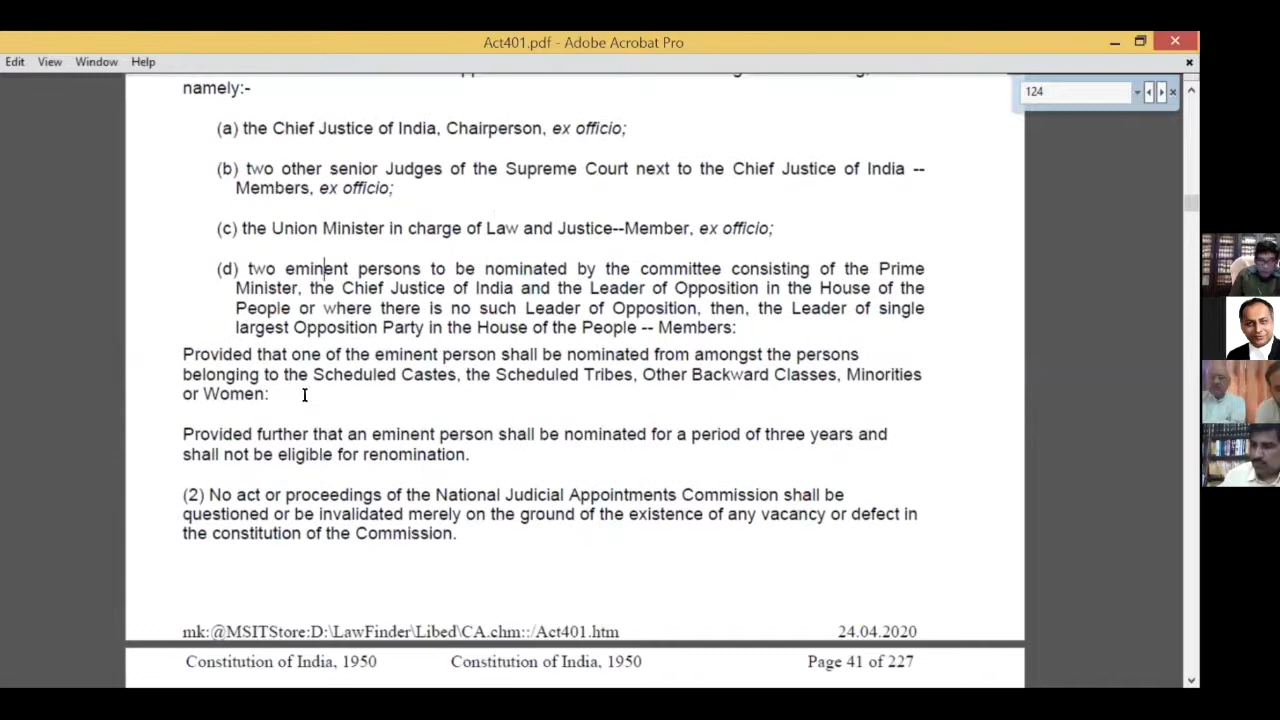 Act401.pdf - Adobe Acrobat Pro
Edit View Window Help
124
namely:-
(a) the Chief Justice of India, Chairperson, ex officio;
(b) two other senior Judges of the Supreme Court next to the Chief Justice of India --
Members, ex officio;
(c) the Union Minister in charge of Law and Justice--Member, ex officio;
(d) two eminent persons to be nominated by the committee consisting of the Prime
Minister, the Chief Justice of India and the Leader of Opposition in the House of the
People or where there is no such Leader of Opposition, then, the Leader of single
largest Opposition Party in the House of the People -- Members:
Provided that one of the eminent person shall be nominated from amongst the persons
belonging to the Scheduled Castes, the Scheduled Tribes, Other Backward Classes, Minorities
or Women:
Provided further that an eminent person shall be nominated for a period of three years and
shall not be eligible for renomination.
(2) No act or proceedings of the National Judicial Appointments Commission shall be
questioned or be invalidated merely on the ground of the existence of any vacancy or defect in
the constitution of the Commission.
mk:@MSITStore:D:\LawFinder\Libed\CA.chm::/Act401.htm 24.04.2020
Constitution of India, 1950 Constitution of India, 1950 Page 41 of 227